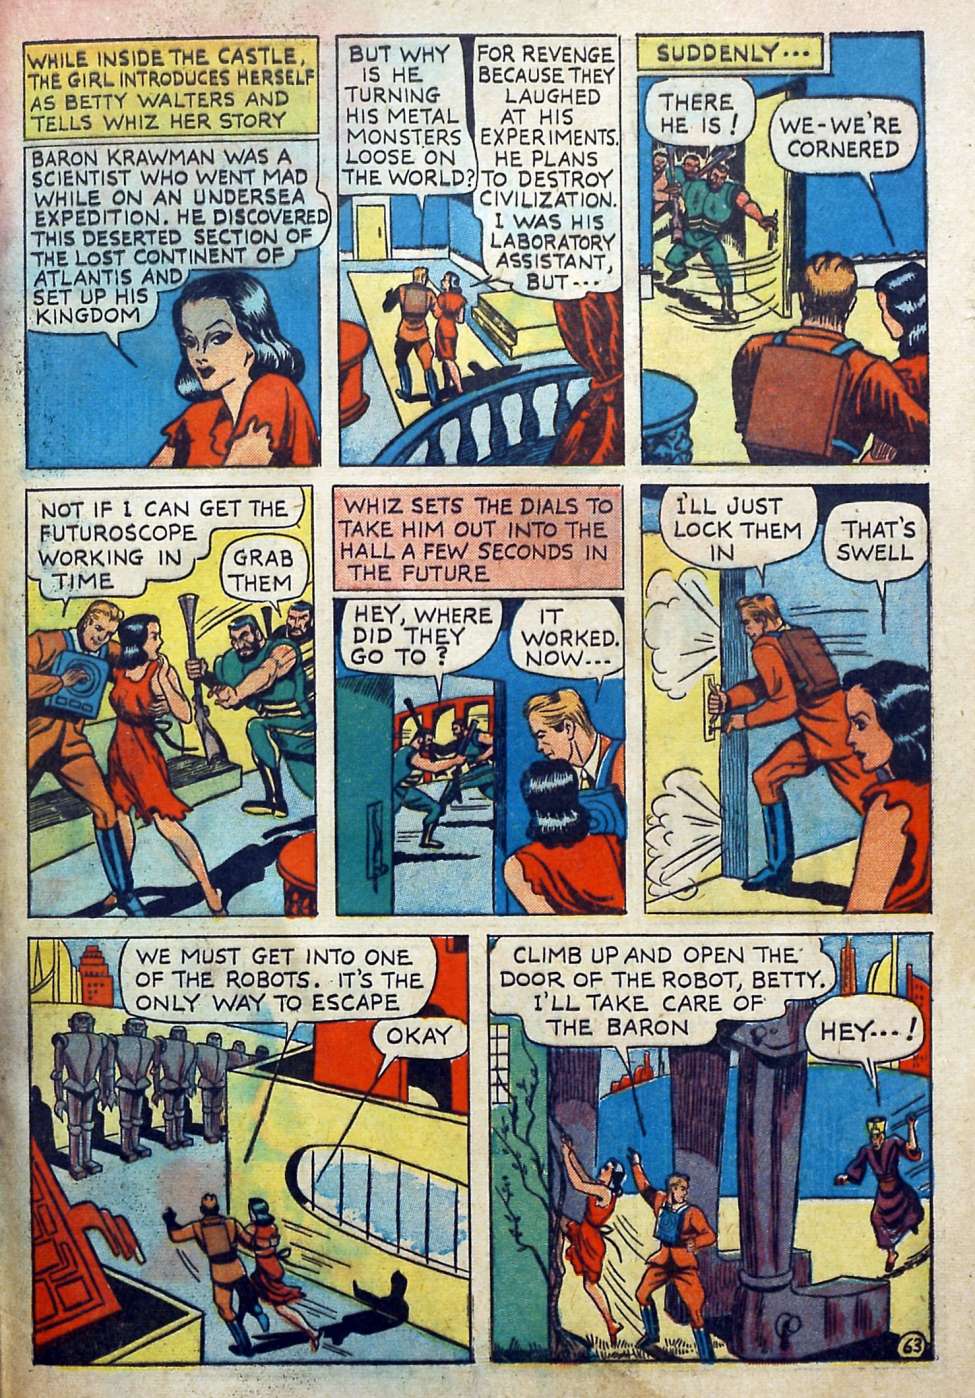 WHILE INSIDE THE CASTLE,
THE GIRL INTRODUCES HERSELF
AS BETTY WALTERS AND
TELLS WHIZ HER STORY
BARON KRAWMAN WAS A
SCIENTIST WHO WENT MAD
WHILE ON AN UNDERSEA
EXPEDITION. HE DISCOVERED
THIS DESERTED SECTION OF
THE LOST CONTINENT OF
ATLANTIS AND
SET UP HIS
KINGDOM
BUT WHY
IS HE
TURNING
HIS METAL
MONSTERS
LOOSE ON
THE WORLD?
FOR REVENGE
BECAUSE THEY
LAUGHED
AT HIS
EXPERIMENTS.
HE PLANS
TO DESTROY
CIVILIZATION.
I WAS HIS
LABORATORY
ASSISTANT,
BUT---
SUDDENLY...
THERE
HE IS!
WE-WE'RE
CORNERED
NOT IF I CAN GET THE
FUTUROSCOPE
WORKING IN
TIME
GRAB
THEM
WHIZ SETS THE DIALS TO
TAKE HIM OUT INTO THE
HALL A FEW SECONDS IN
THE FUTURE
HEY, WHERE
DID THEY
GO TO?
IT
WORKED.
NOW---
I'LL JUST
LOCK THEM
IN
THAT'S
SWELL
WE MUST GET INTO ONE
OF THE ROBOTS. IT'S THE
ONLY WAY TO ESCAPE
OKAY
CLIMB UP AND OPEN THE
DOOR OF THE ROBOT, BETTY.
I'LL TAKE CARE OF
THE BARON
HEY---!
63